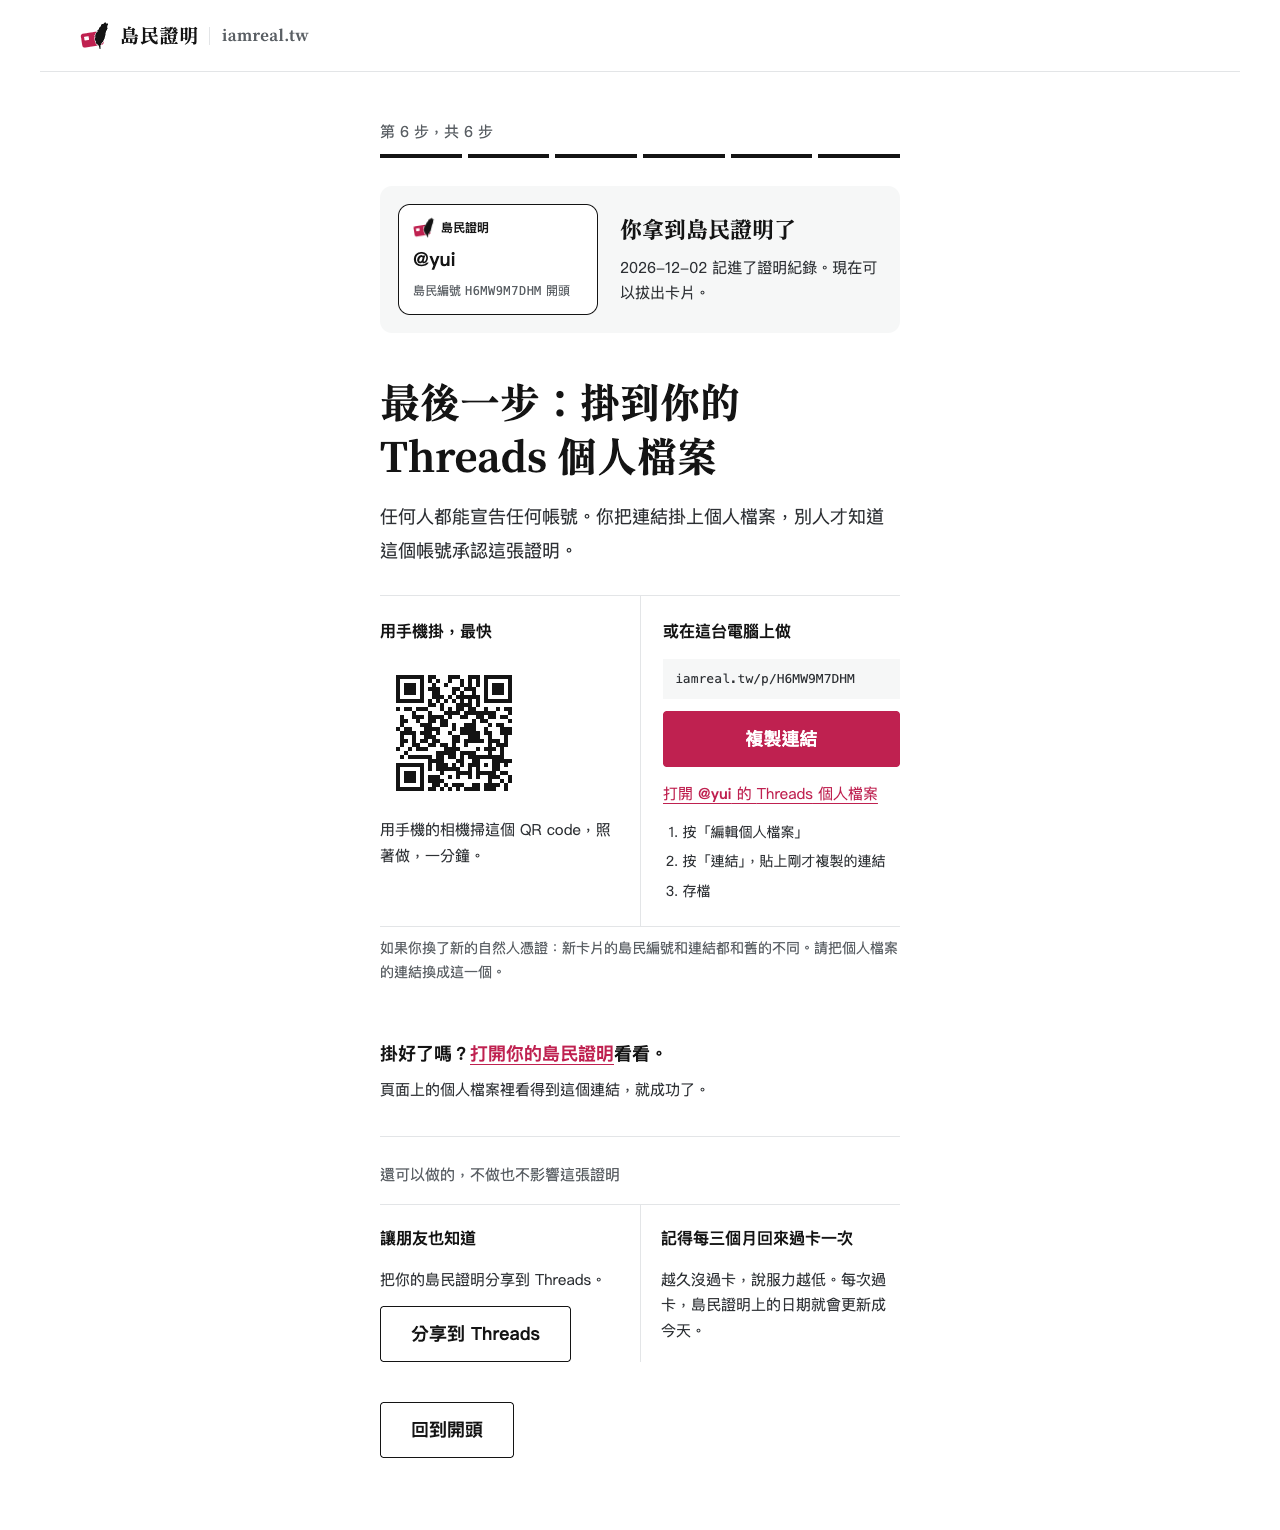 島民證明 iamreal.tw
第 6 步，共 6 步
島民證明
@yui
島民編號 H6MW9M7DHM 開頭
你拿到島民證明了
2026–12–02 記進了證明紀錄。現在可
以拔出卡片。
最後一步：掛到你的
Threads 個人檔案
任何人都能宣告任何帳號。你把連結掛上個人檔案，別人才知道
這個帳號承認這張證明。
用手機掛，最快
用手機的相機掃這個 QR code，照
著做，一分鐘。
或在這台電腦上做
iamreal.tw/p/H6MW9M7DHM
複製連結
打開 @yui 的 Threads 個人檔案
1. 按「編輯個人檔案」
2. 按「連結」，貼上剛才複製的連結
3. 存檔
如果你換了新的自然人憑證：新卡片的島民編號和連結都和舊的不同。請把個人檔案
的連結換成這一個。
掛好了嗎？打開你的島民證明看看。
頁面上的個人檔案裡看得到這個連結，就成功了。
還可以做的，不做也不影響這張證明
讓朋友也知道
把你的島民證明分享到 Threads。
分享到 Threads
記得每三個月回來過卡一次
越久沒過卡，說服力越低。每次過
卡，島民證明上的日期就會更新成
今天。
回到開頭